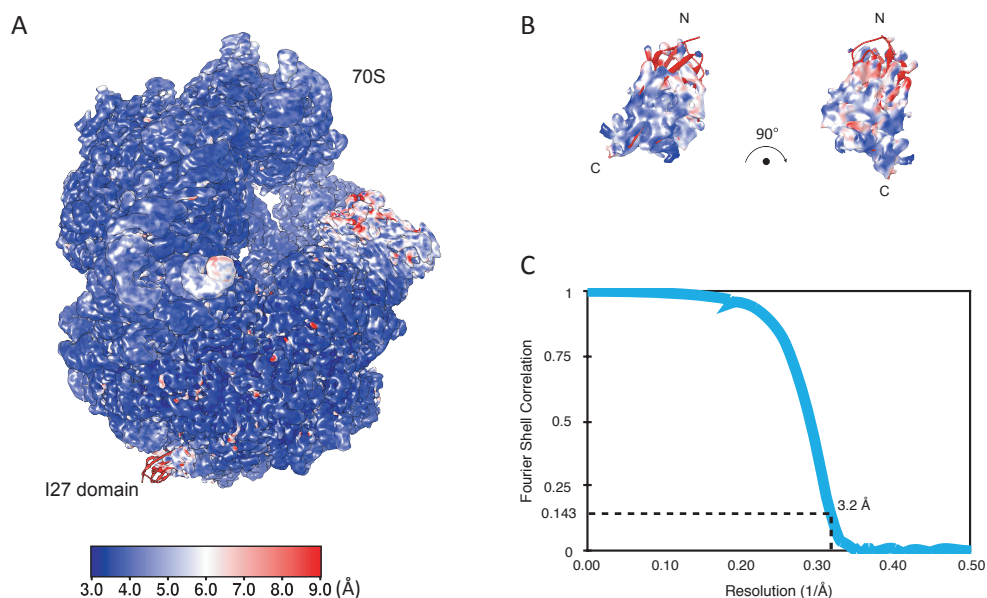 A
70S
I27 domain
3.0 4.0 5.0 6.0 7.0 8.0 9.0 (Å)
B
N
N
90°
C
C
C
1
0.75
0.5
0.25
0.143
0
3.2 Å
0.00 0.10 0.20 0.30 0.40 0.50
Resolution (1/Å)
Fourier Shell Correlation